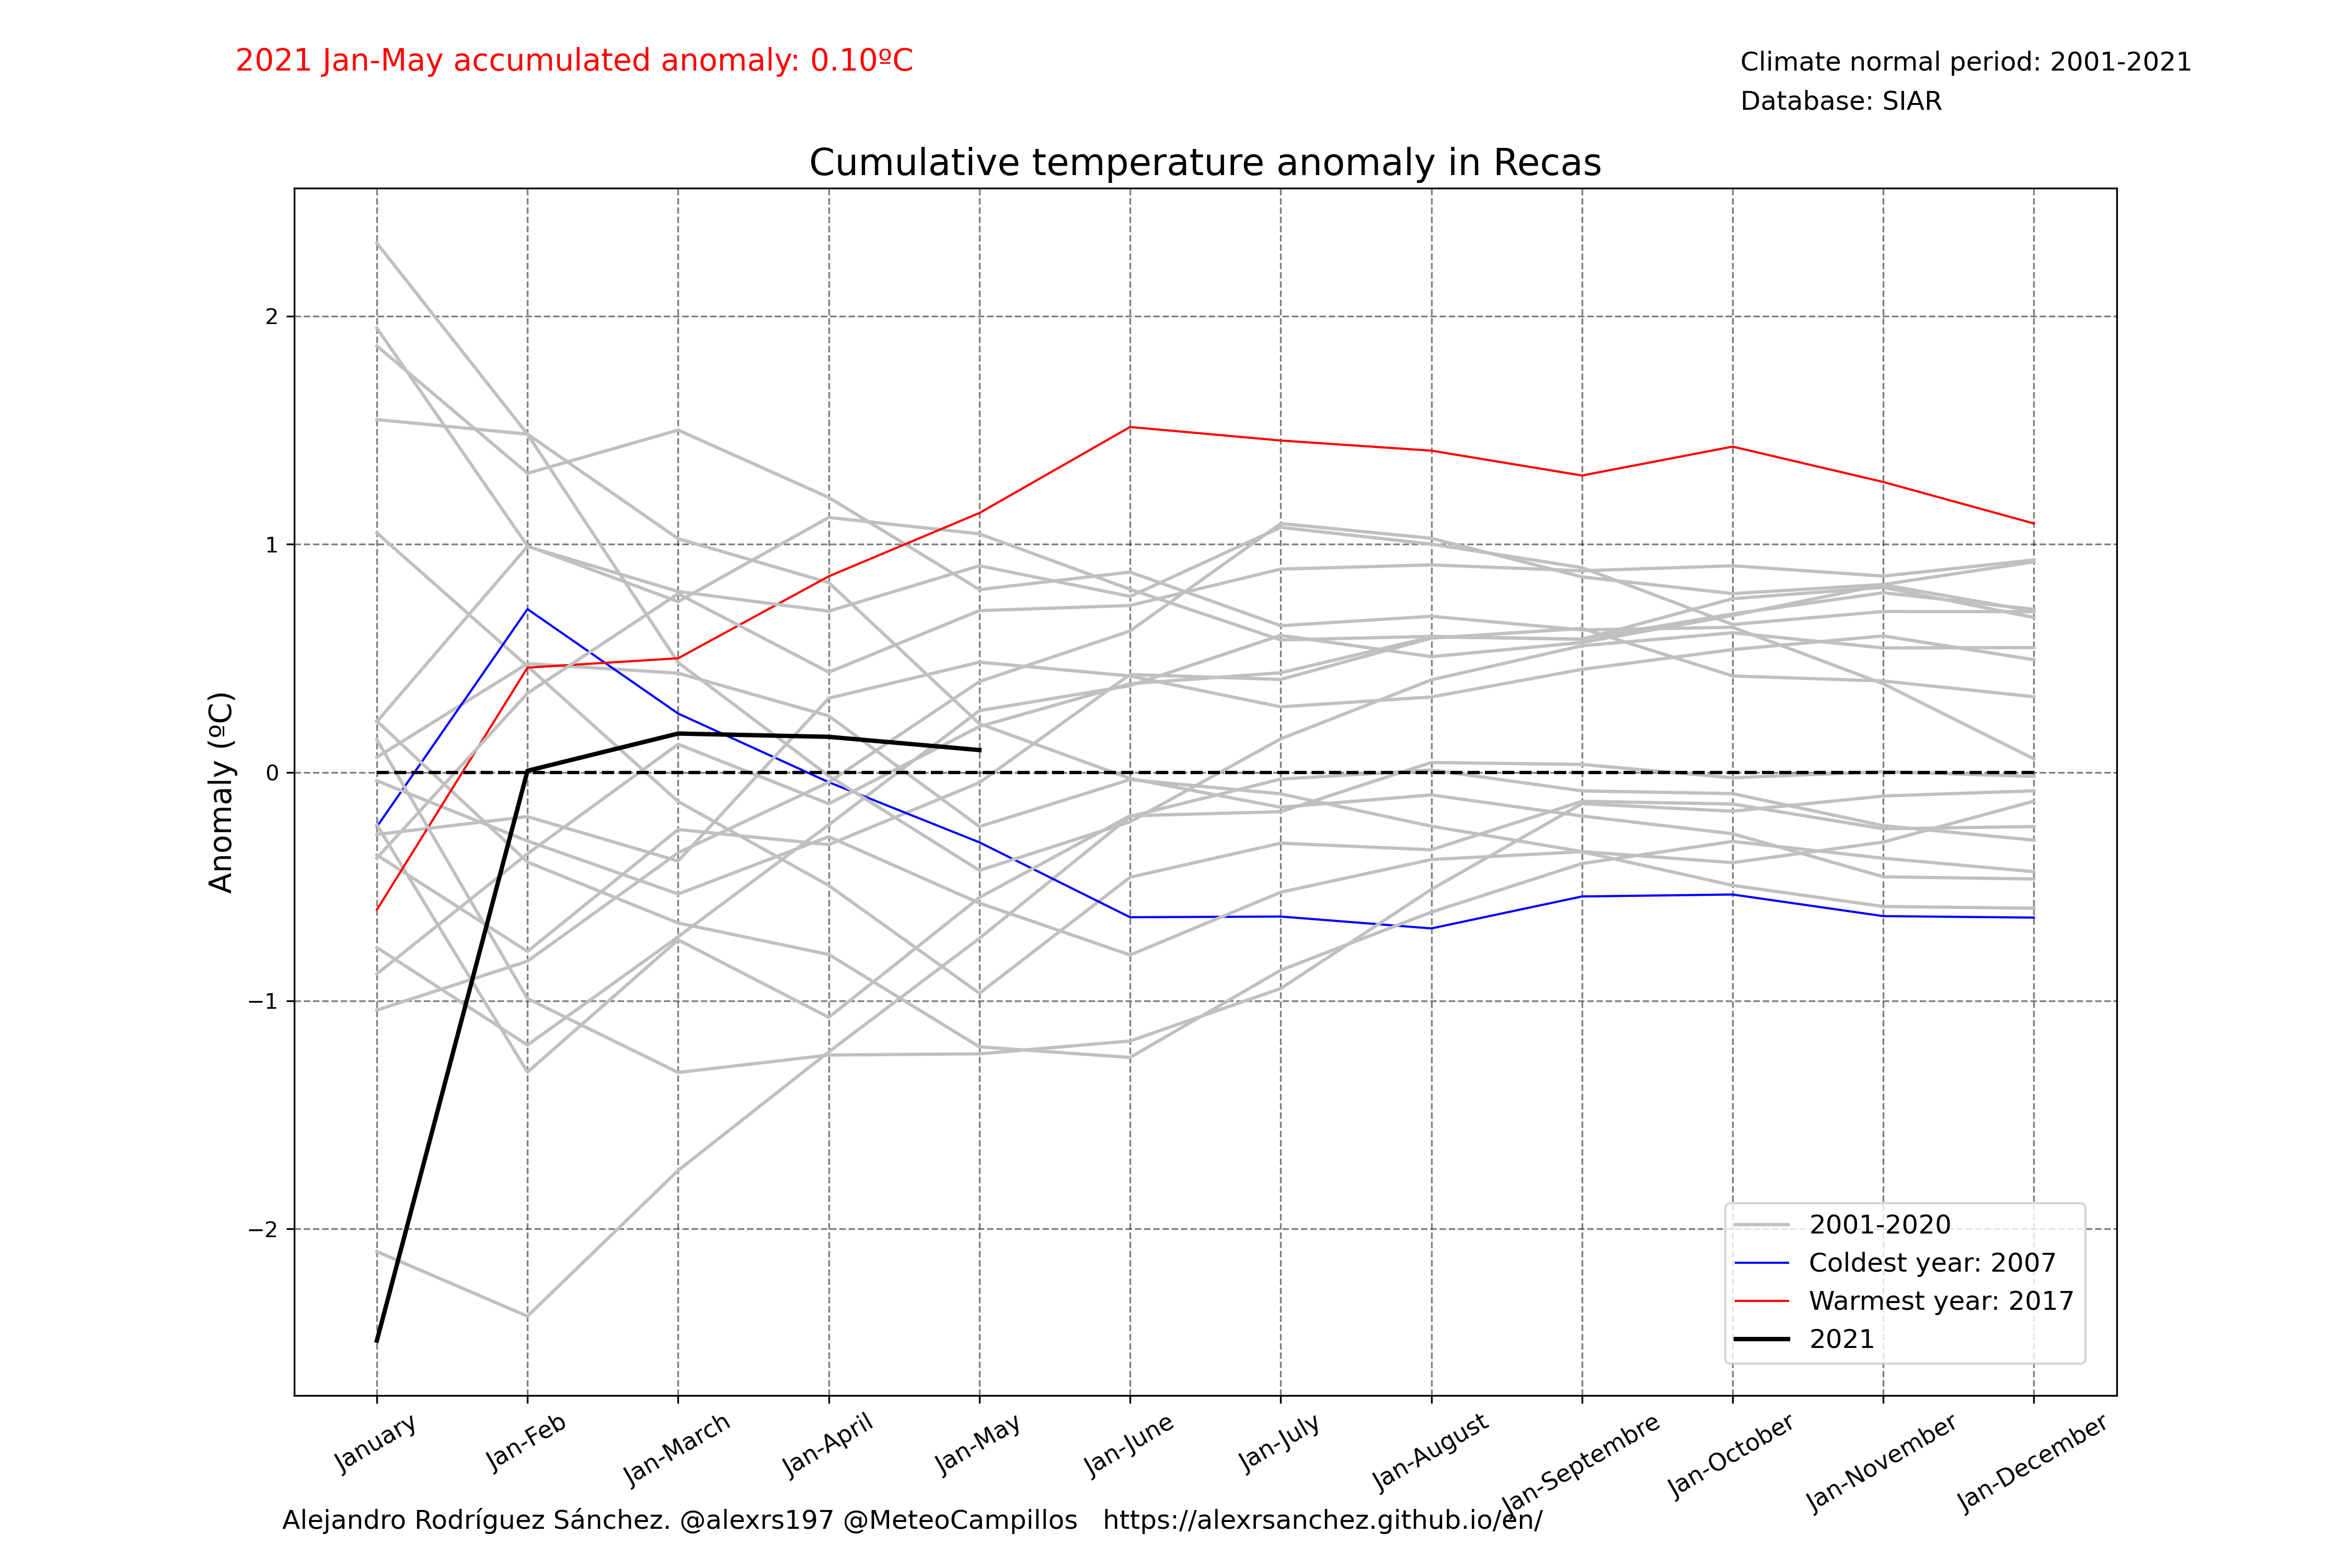 2021 Jan-May accumulated anomaly: 0.10ºC
Climate normal period: 2001-2021
Database: SIAR
Cumulative temperature anomaly in Recas
Anomaly (ºC)
2
1
0
−1
−2
2001-2020
Coldest year: 2007
Warmest year: 2017
2021
January
Jan-Feb
Jan-March
Jan-April
Jan-May
Jan-June
Jan-July
Jan-August
Jan-Septembre
Jan-October
Jan-November
Jan-December
Alejandro Rodríguez Sánchez. @alexrs197 @MeteoCampillos   https://alexrsanchez.github.io/en/